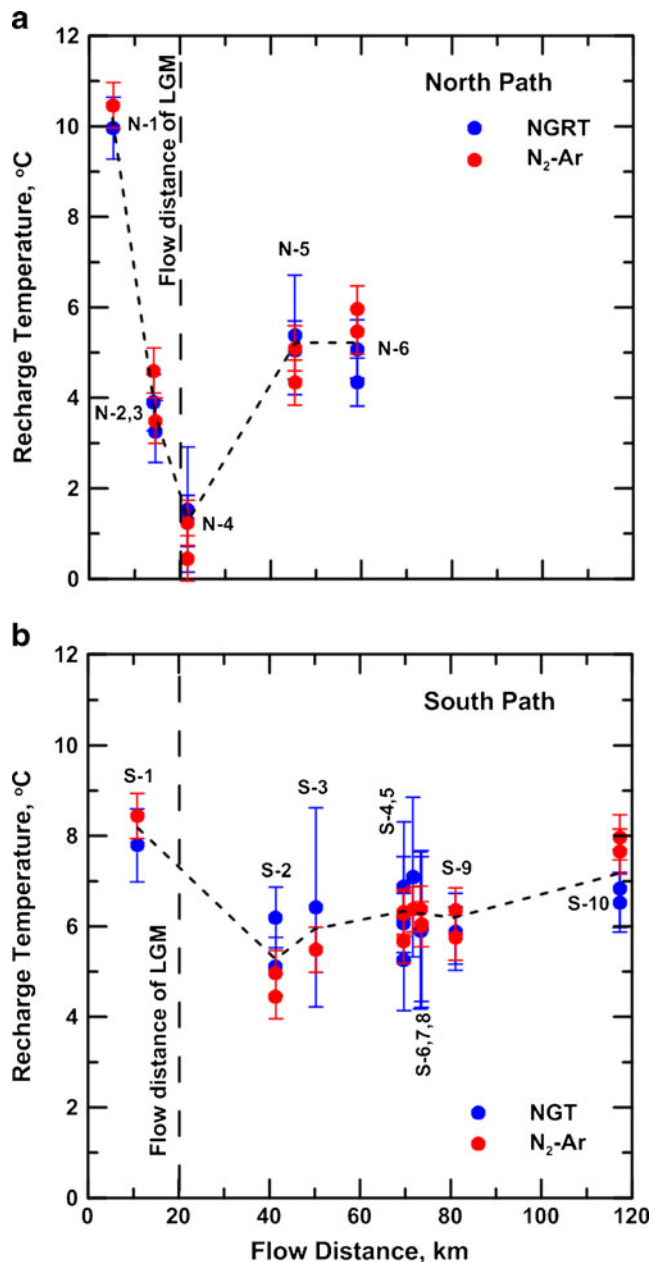 a
12
10
8
6
4
2
0
Recharge Temperature, °C
North Path
NGRT
N₂-Ar
Flow distance of LGM
N-1
N-2,3
N-4
N-5
N-6
b
12
10
8
6
4
2
0
Recharge Temperature, °C
South Path
S-1
S-2
S-3
S-4,5
S-6,7,8
S-9
S-10
Flow distance of LGM
NGT
N₂-Ar
0 20 40 60 80 100 120
Flow Distance, km